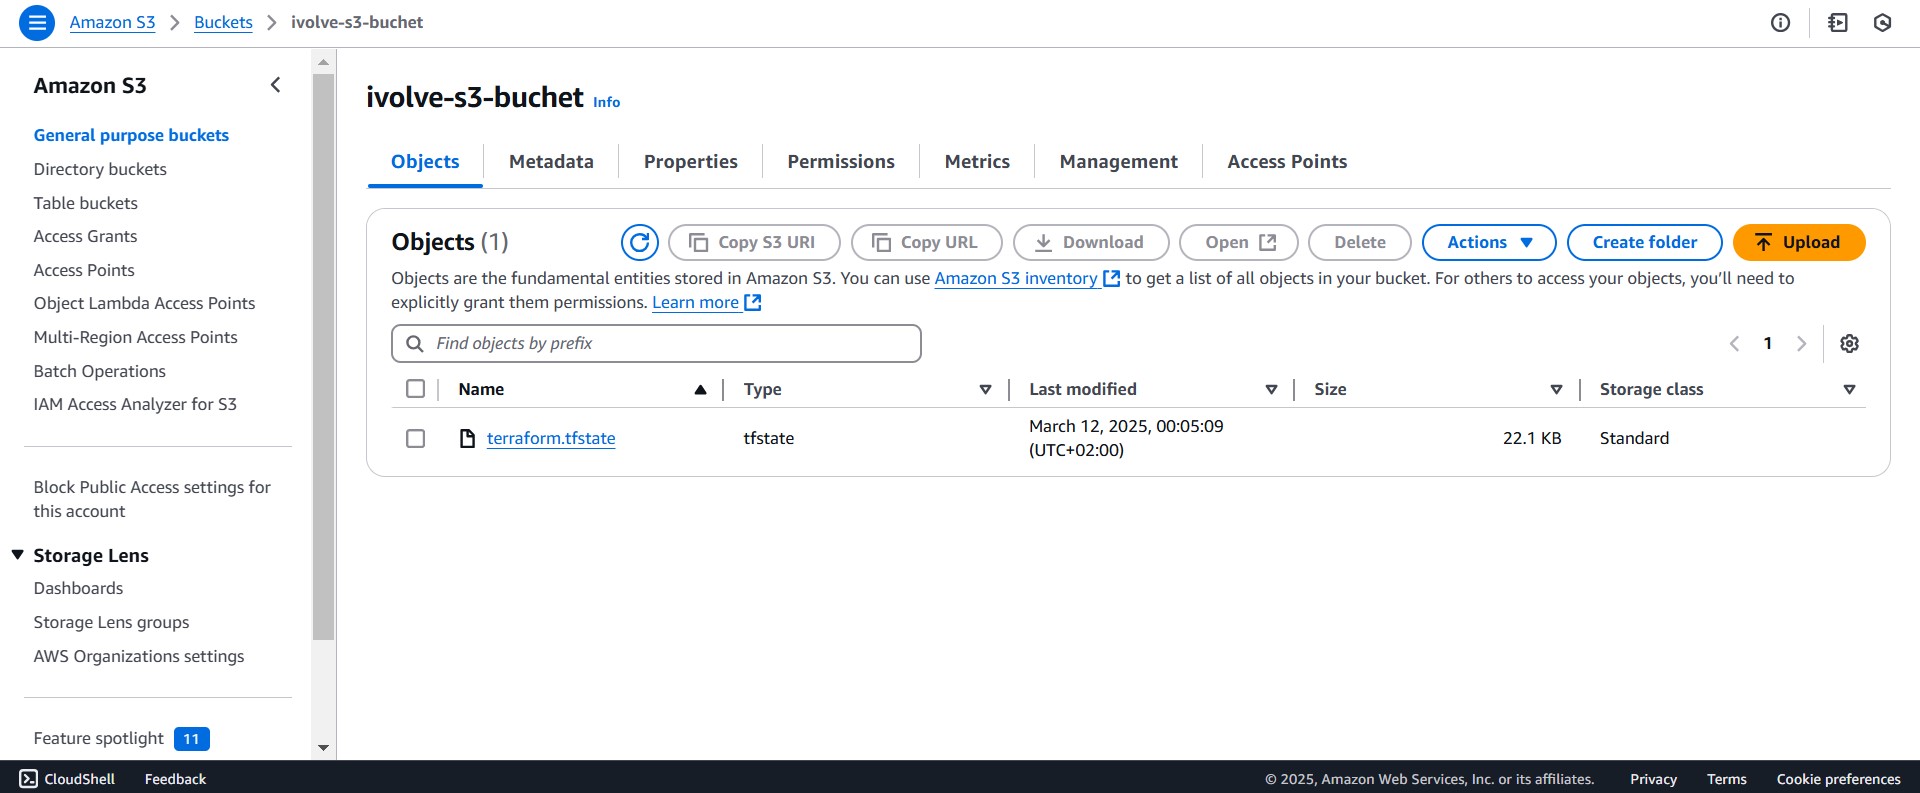 Amazon S3 > Buckets > ivolve-s3-buchet
Amazon S3
General purpose buckets
Directory buckets
Table buckets
Access Grants
Access Points
Object Lambda Access Points
Multi-Region Access Points
Batch Operations
IAM Access Analyzer for S3
Block Public Access settings for
this account
Storage Lens
Dashboards
Storage Lens groups
AWS Organizations settings
Feature spotlight 11
ivolve-s3-buchet Info
Objects Metadata Properties Permissions Metrics Management Access Points
Objects (1) Copy S3 URI Copy URL Download Open Delete Actions Create folder Upload
Objects are the fundamental entities stored in Amazon S3. You can use Amazon S3 inventory to get a list of all objects in your bucket. For others to access your objects, you’ll need to
explicitly grant them permissions. Learn more
Find objects by prefix 1
Name Type Last modified Size Storage class
terraform.tfstate tfstate March 12, 2025, 00:05:09 22.1 KB Standard
(UTC+02:00)
CloudShell Feedback © 2025, Amazon Web Services, Inc. or its affiliates. Privacy Terms Cookie preferences